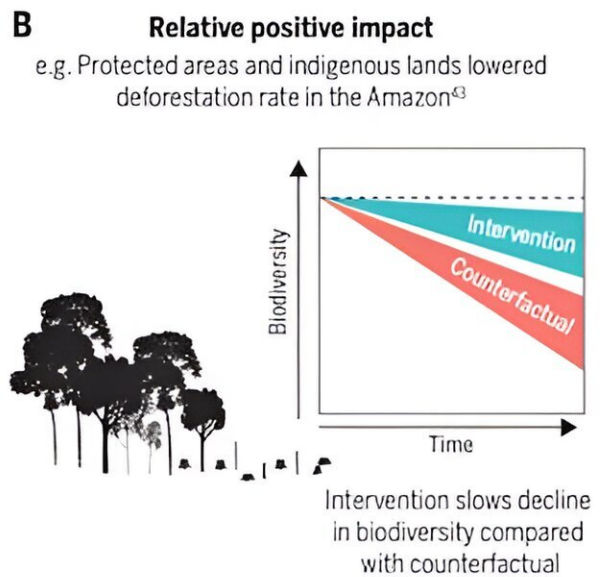 B
Relative positive impact
e.g. Protected areas and indigenous lands lowered
deforestation rate in the Amazon⁴³
Biodiversity
Intervention
Counterfactual
Time
Intervention slows decline
in biodiversity compared
with counterfactual